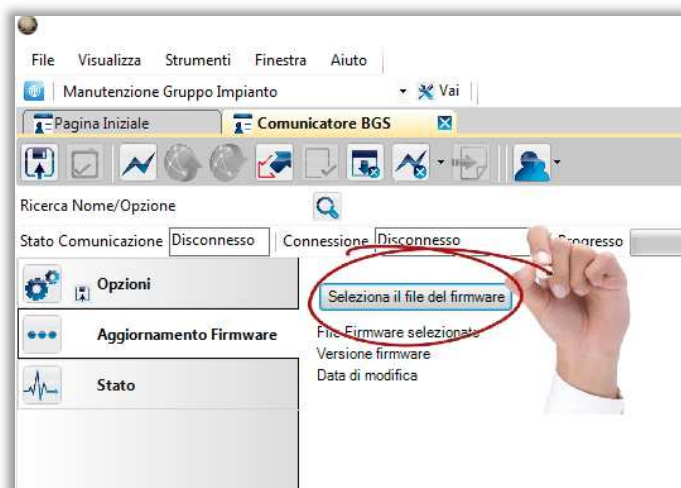 File Visualizza Strumenti Finestra Aiuto
Manutenzione Gruppo Impianto Vai
Pagina Iniziale Comunicatore BGS
Ricerca Nome/Opzione
Stato Comunicazione Disconnesso Connessione Disconnesso Progresso
Opzioni
Seleziona il file del firmware
Aggiornamento Firmware
File Firmware selezionato
Versione firmware
Data di modifica
Stato